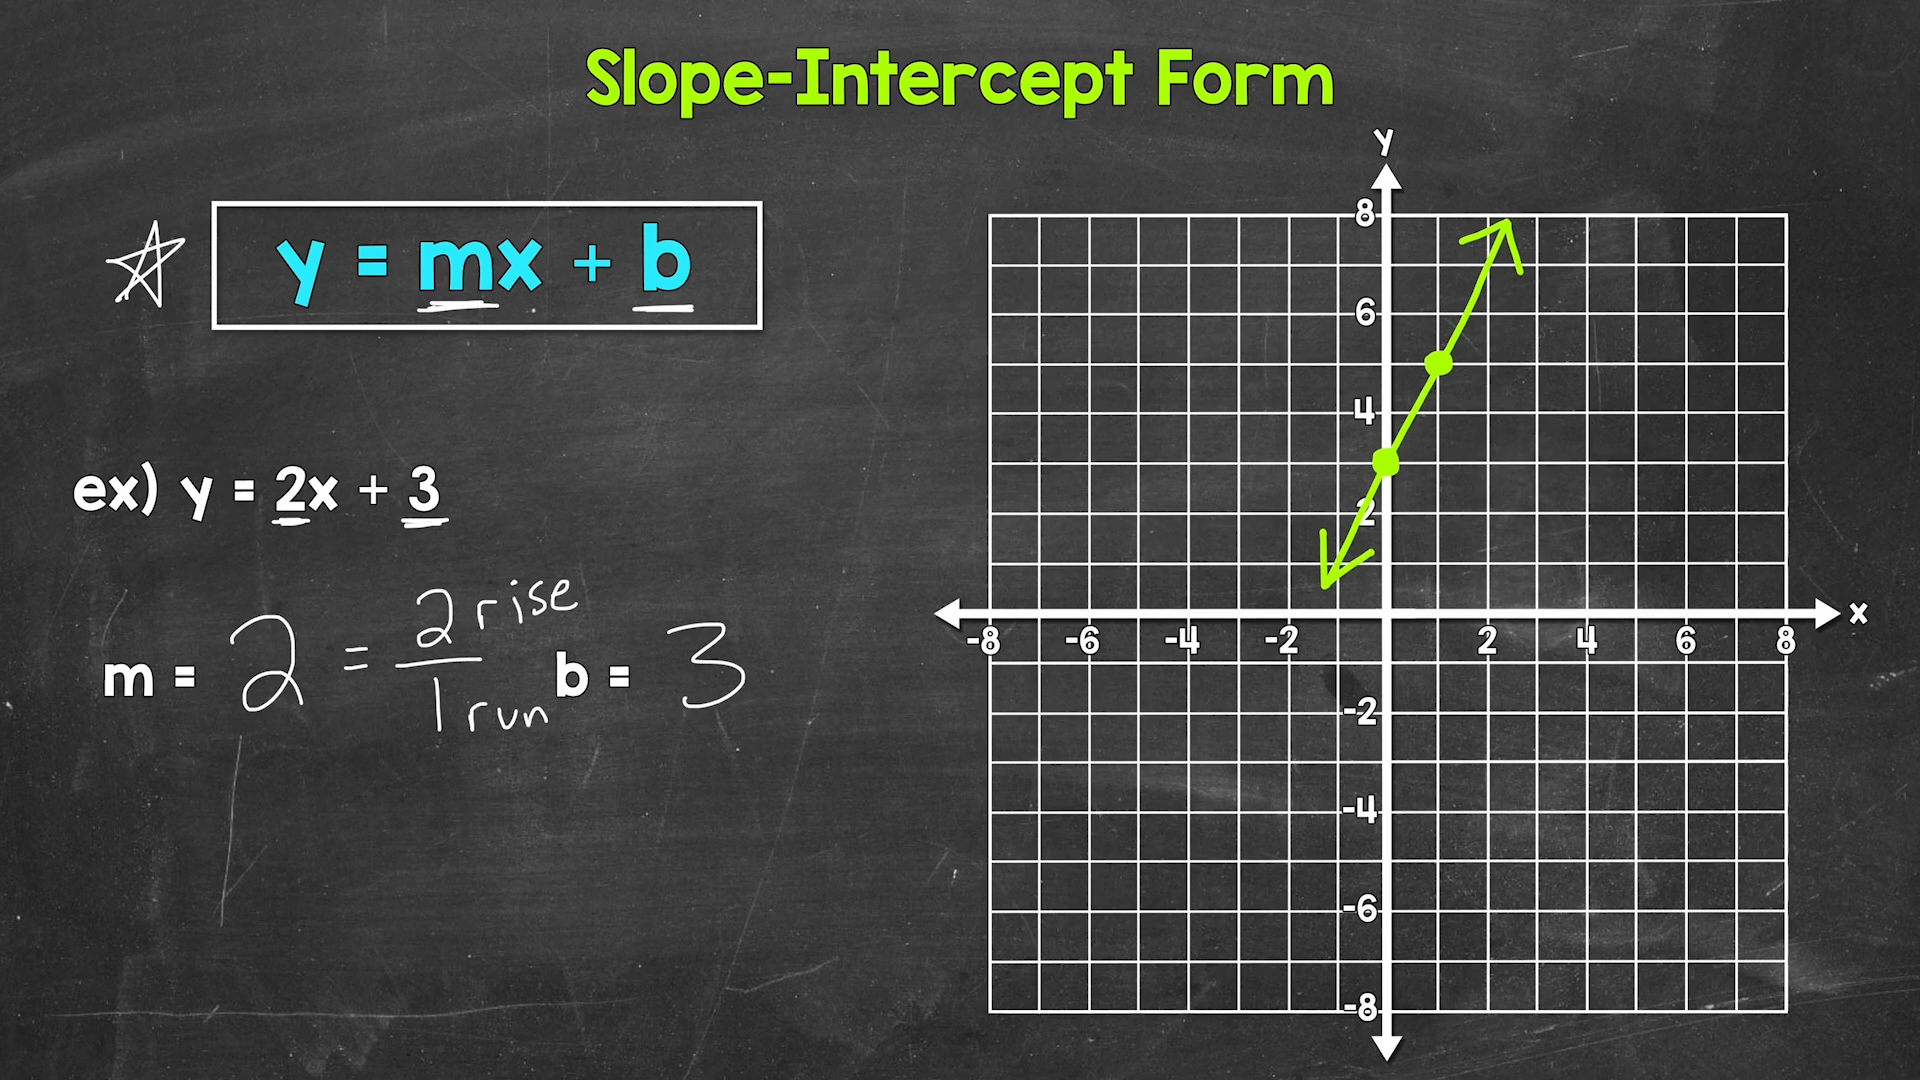 Slope-Intercept Form
y = mx + b
ex) y = 2x + 3
m = 2 = 2 rise / 1 run
b = 3
y
8
6
4
2
-8 -6 -4 -2 2 4 6 8 x
-2
-4
-6
-8